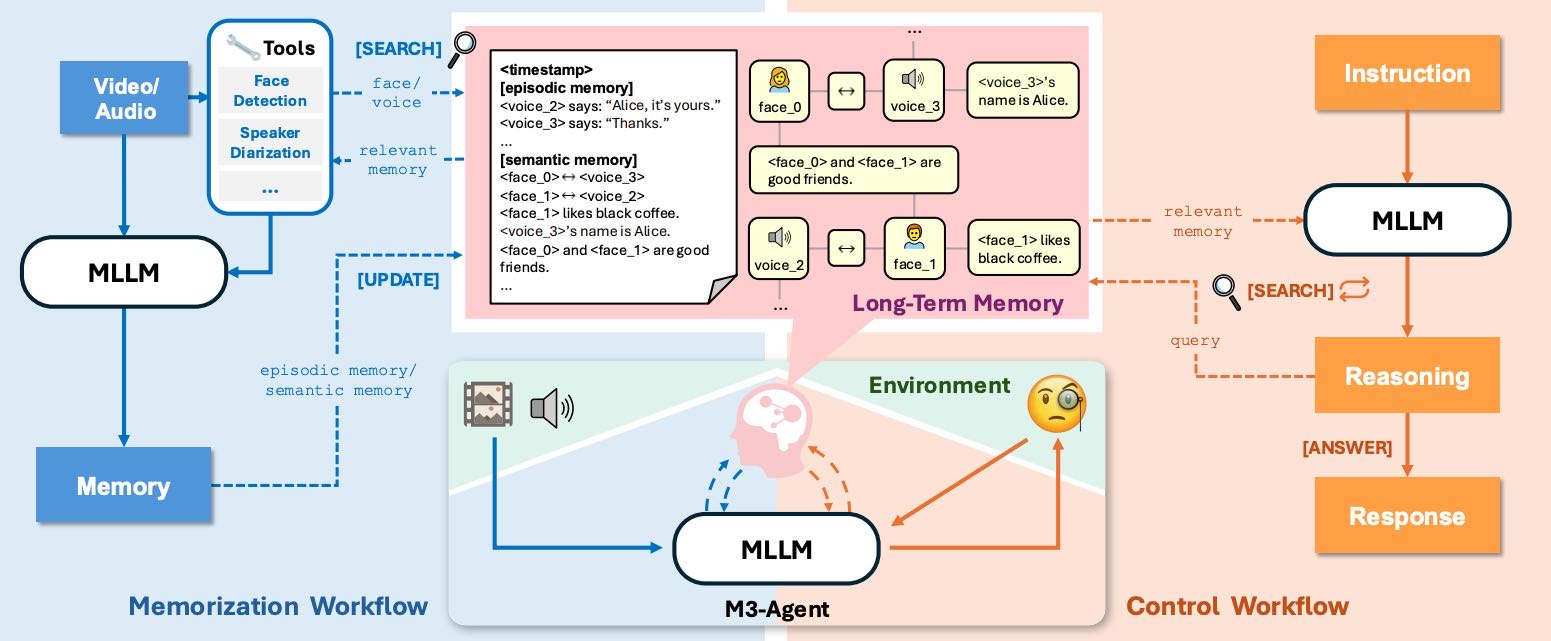 Video/
Audio
Tools
Face
Detection
Speaker
Diarization
...
[SEARCH]
face/
voice
relevant
memory
MLLM
[UPDATE]
episodic memory/
semantic memory
Memory
Memorization Workflow
<timestamp>
[episodic memory]
<voice_2> says: “Alice, it’s yours.”
<voice_3> says: “Thanks.”
...
[semantic memory]
<face_0> ↔ <voice_3>
<face_1> ↔ <voice_2>
<face_1> likes black coffee.
<voice_3>’s name is Alice.
<face_0> and <face_1> are good
friends.
...
...
face_0
↔
voice_3
<voice_3>’s
name is Alice.
<face_0> and <face_1> are
good friends.
voice_2
↔
face_1
<face_1> likes
black coffee.
...
Long-Term Memory
Environment
MLLM
M3-Agent
Instruction
relevant
memory
MLLM
[SEARCH]
query
Reasoning
[ANSWER]
Response
Control Workflow